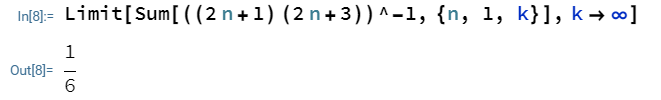 In[8]:= Limit[Sum[((2 n + 1) (2 n + 3))^-1, {n, 1, k}], k → ∞]
Out[8]= 1/6